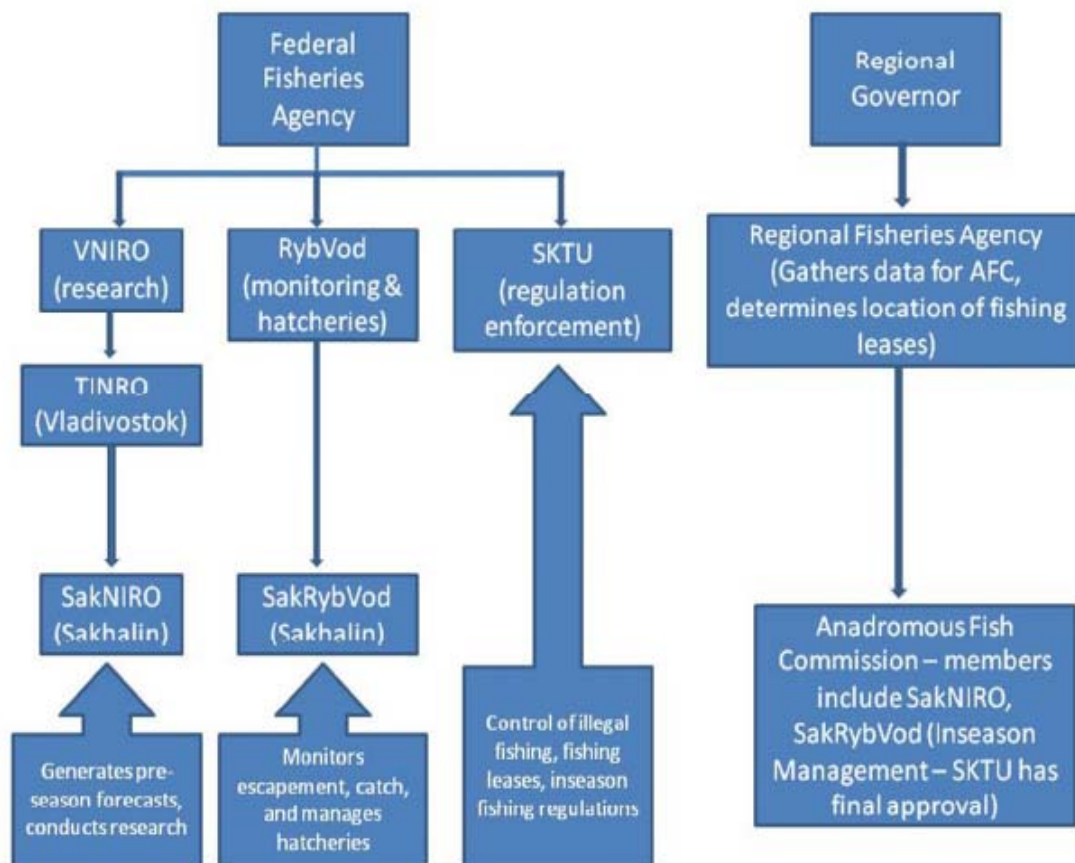 Federal
Fisheries
Agency
Regional
Governor
VNIRO
(research)
RybVod
(monitoring &
hatcheries)
SKTU
(regulation
enforcement)
Regional Fisheries Agency
(Gathers data for AFC,
determines location of fishing
leases)
TINRO
(Vladivostok)
SakNIRO
(Sakhalin)
SakRybVod
(Sakhalin)
Anadromous Fish
Commission – members
include SakNIRO,
SakRybVod (Inseason
Management – SKTU has
final approval)
Generates pre-
season forecasts,
conducts research
Monitors
escapement, catch,
and manages
hatcheries
Control of illegal
fishing, fishing
leases, inseason
fishing regulations